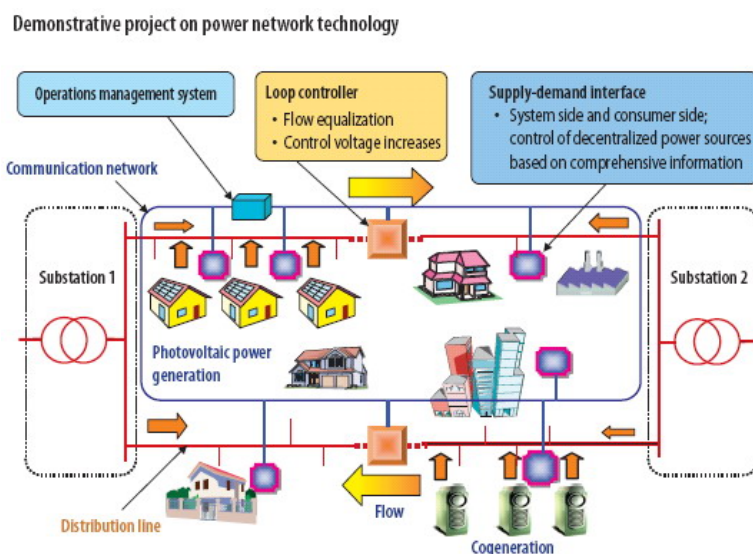 Demonstrative project on power network technology
Operations management system
Loop controller
• Flow equalization
• Control voltage increases
Supply-demand interface
• System side and consumer side;
control of decentralized power sources
based on comprehensive information
Communication network
Substation 1
Substation 2
Photovoltaic power
generation
Distribution line
Flow
Cogeneration